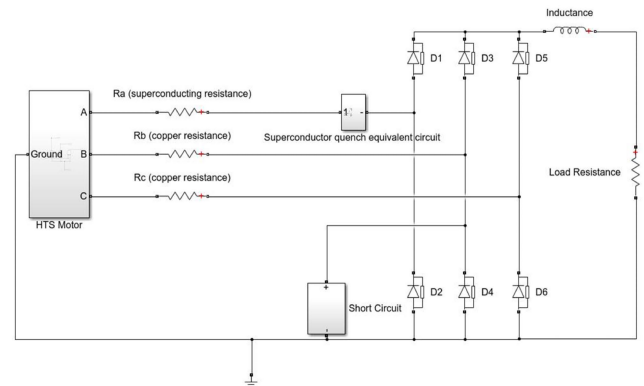 Inductance
D1
D3
D5
Ra (superconducting resistance)
A
Superconductor quench equivalent circuit
Rb (copper resistance)
Ground
B
Rc (copper resistance)
Load Resistance
C
HTS Motor
+
D2
D4
D6
Short Circuit
-